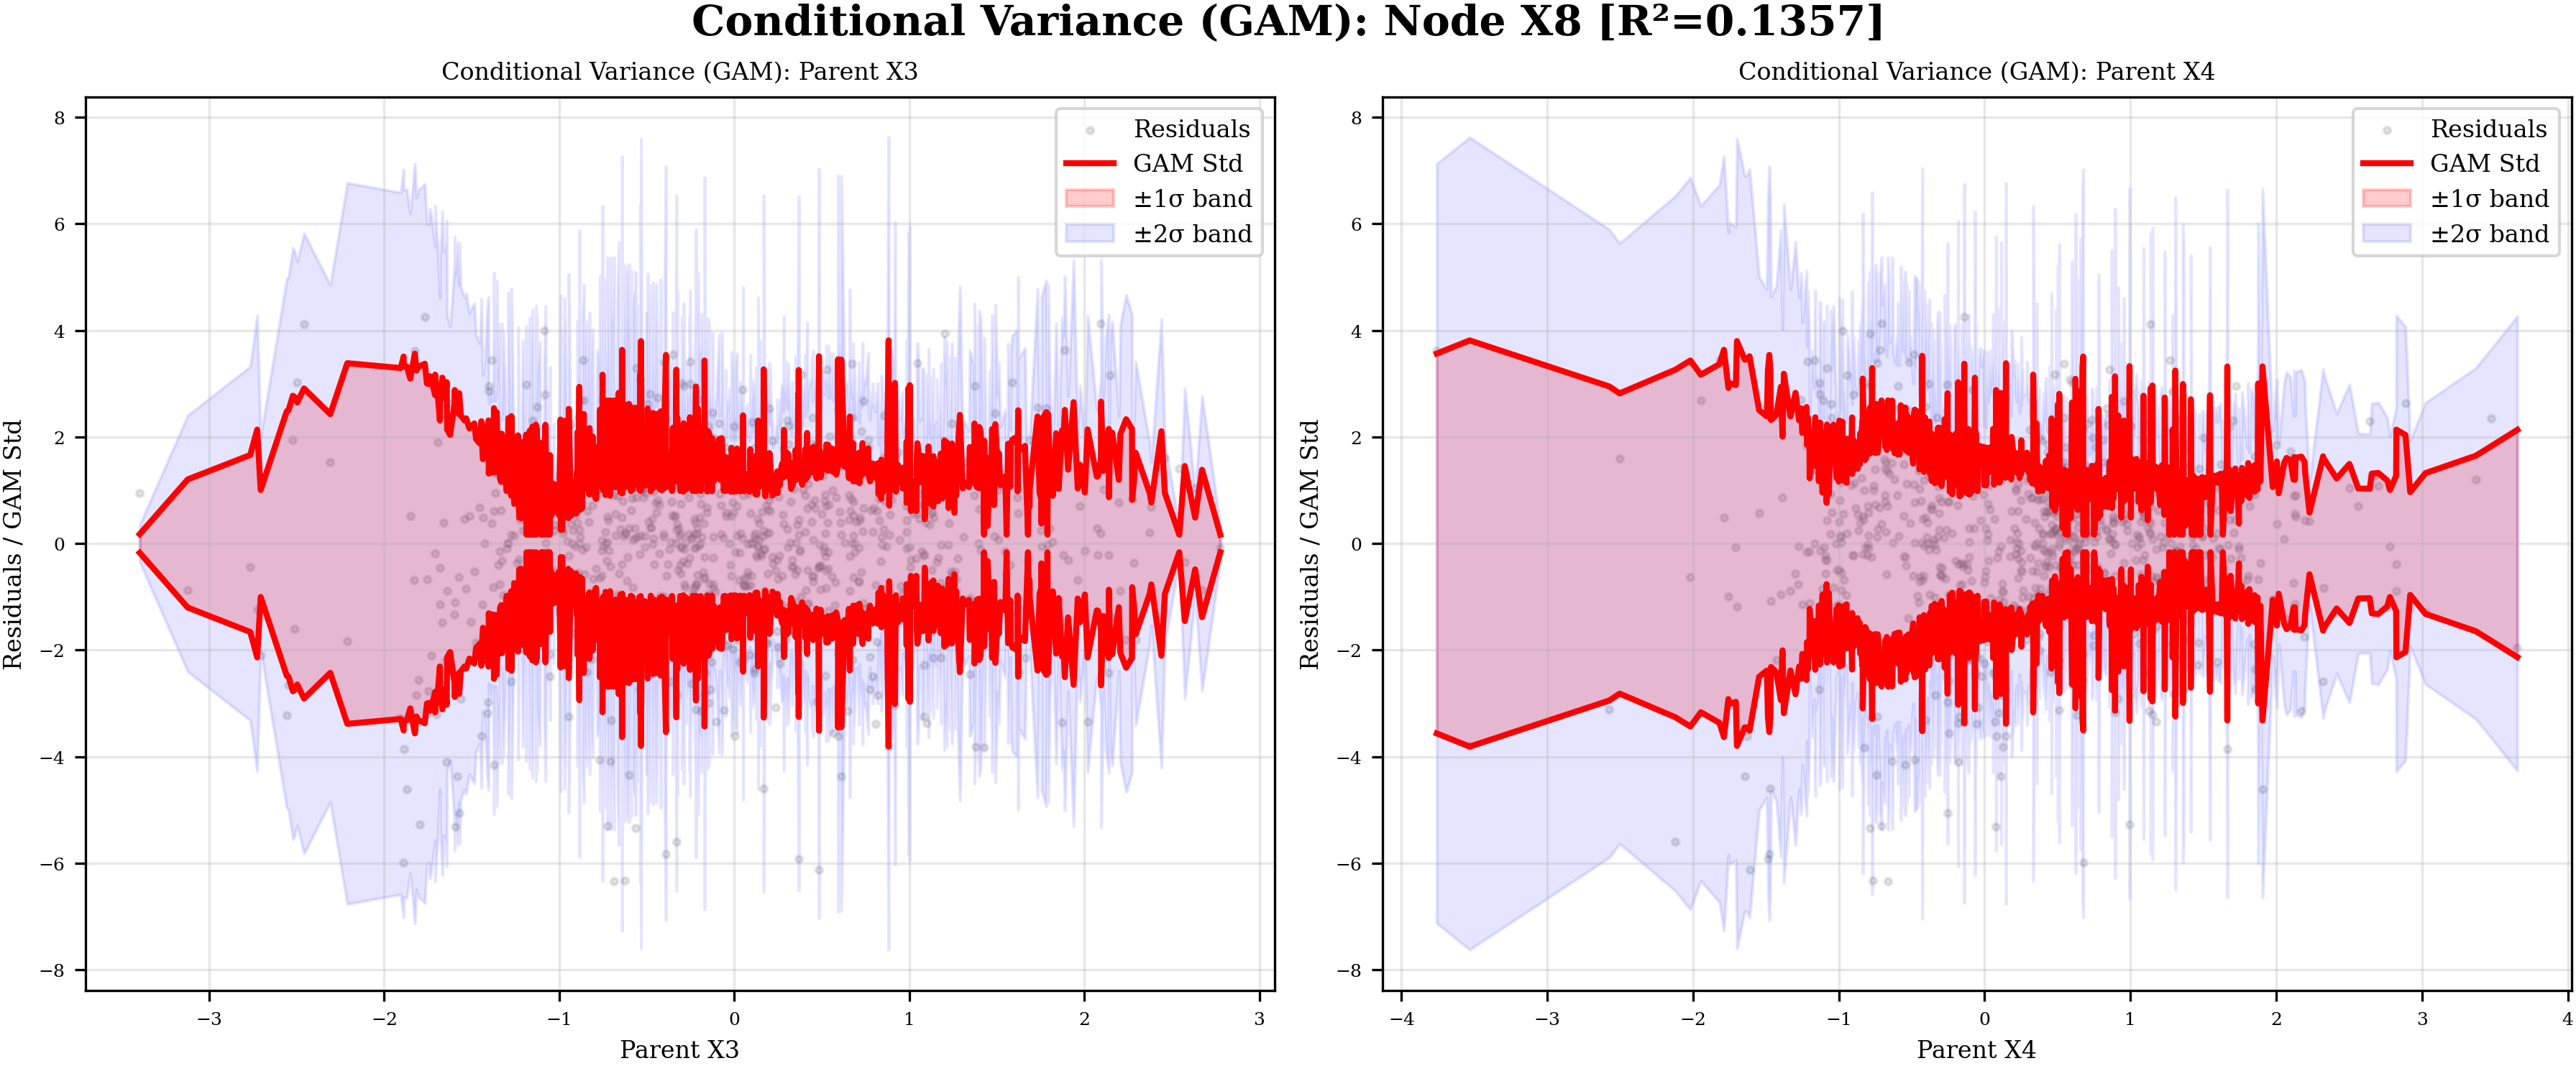 Conditional Variance (GAM): Node X8 [R²=0.1357]
Conditional Variance (GAM): Parent X3
Residuals / GAM Std
8
6
4
2
0
−2
−4
−6
−8
Residuals
GAM Std
±1σ band
±2σ band
−3
−2
−1
0
1
2
3
Parent X3
Conditional Variance (GAM): Parent X4
Residuals / GAM Std
8
6
4
2
0
−2
−4
−6
−8
Residuals
GAM Std
±1σ band
±2σ band
−4
−3
−2
−1
0
1
2
3
4
Parent X4